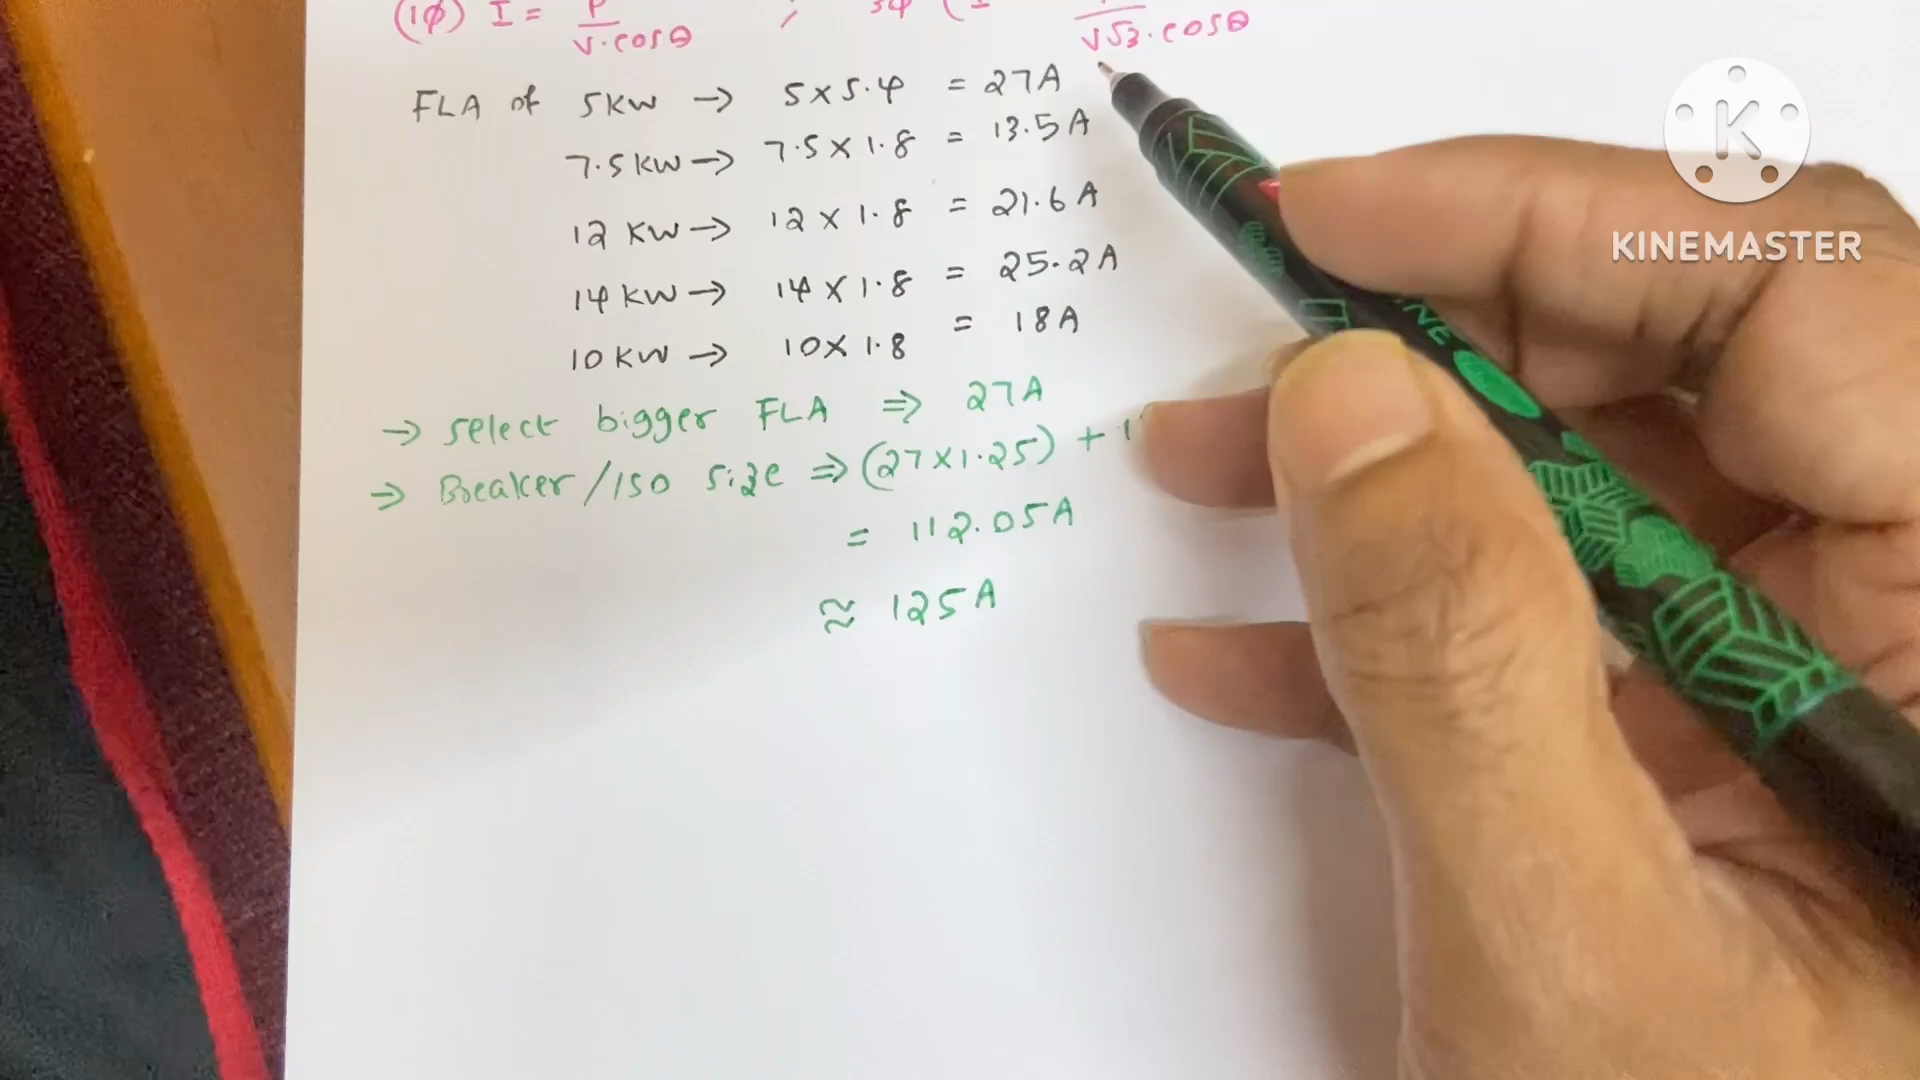 (1φ) I = P/V·cosθ ; 3φ (I /V√3·cosθ
FLA of 5KW → 5×5.4 = 27A
7.5KW → 7.5×1.8 = 13.5A
12 KW → 12×1.8 = 21.6A
14 KW → 14×1.8 = 25.2A
10 KW → 10×1.8 = 18A
→ select bigger FLA ⇒ 27A
→ Breaker/ISO size ⇒ (27×1.25) + 1
= 112.05A
≈ 125A
K
KINEMASTER